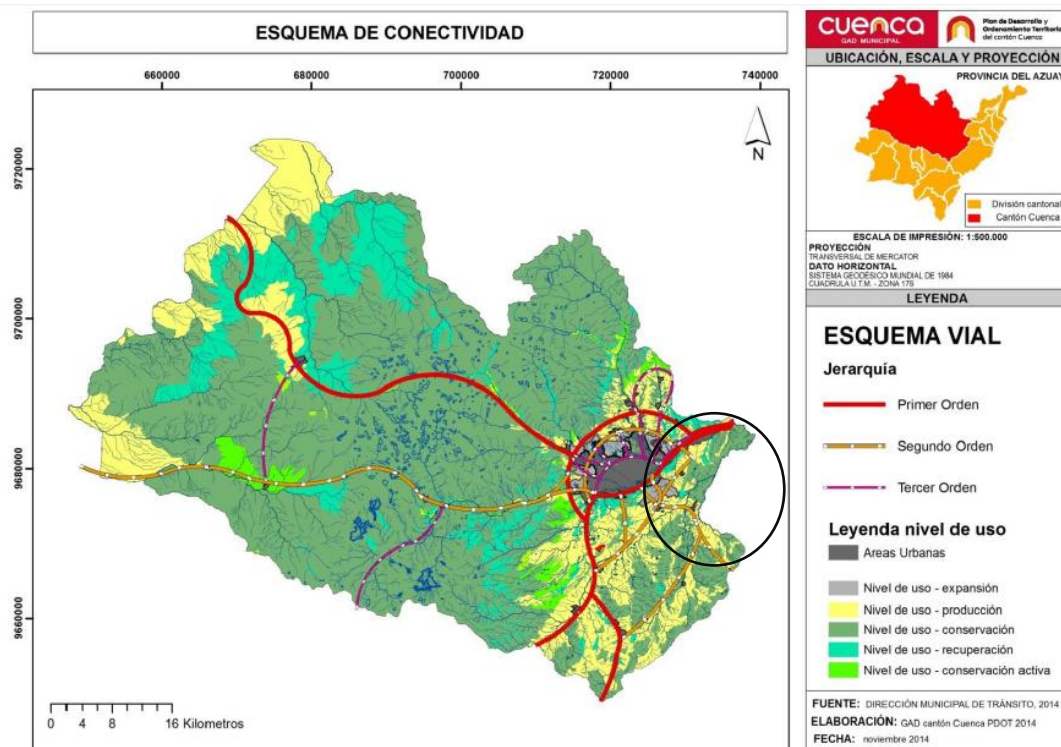 ESQUEMA DE CONECTIVIDAD
660000
680000
700000
720000
740000
9720000
9700000
9680000
9660000
N
0 4 8 16 Kilometros
CUENCA
GAD MUNICIPAL
Plan de Desarrollo y
Ordenamiento Territorial
del cantón Cuenca
UBICACIÓN, ESCALA Y PROYECCIÓN
PROVINCIA DEL AZUAY
División cantonal
Cantón Cuenca
ESCALA DE IMPRESIÓN: 1:500.000
PROYECCIÓN
TRANSVERSAL DE MERCATOR
DATO HORIZONTAL
SISTEMA GEODÉSICO MUNDIAL DE 1984
CUADRULA U.T.M. - ZONA 17S
LEYENDA
ESQUEMA VIAL
Jerarquía
Primer Orden
Segundo Orden
Tercer Orden
Leyenda nivel de uso
Areas Urbanas
Nivel de uso - expansión
Nivel de uso - producción
Nivel de uso - conservación
Nivel de uso - recuperación
Nivel de uso - conservación activa
FUENTE: DIRECCIÓN MUNICIPAL DE TRÁNSITO, 2014
ELABORACIÓN: GAD cantón Cuenca PDOT 2014
FECHA: noviembre 2014